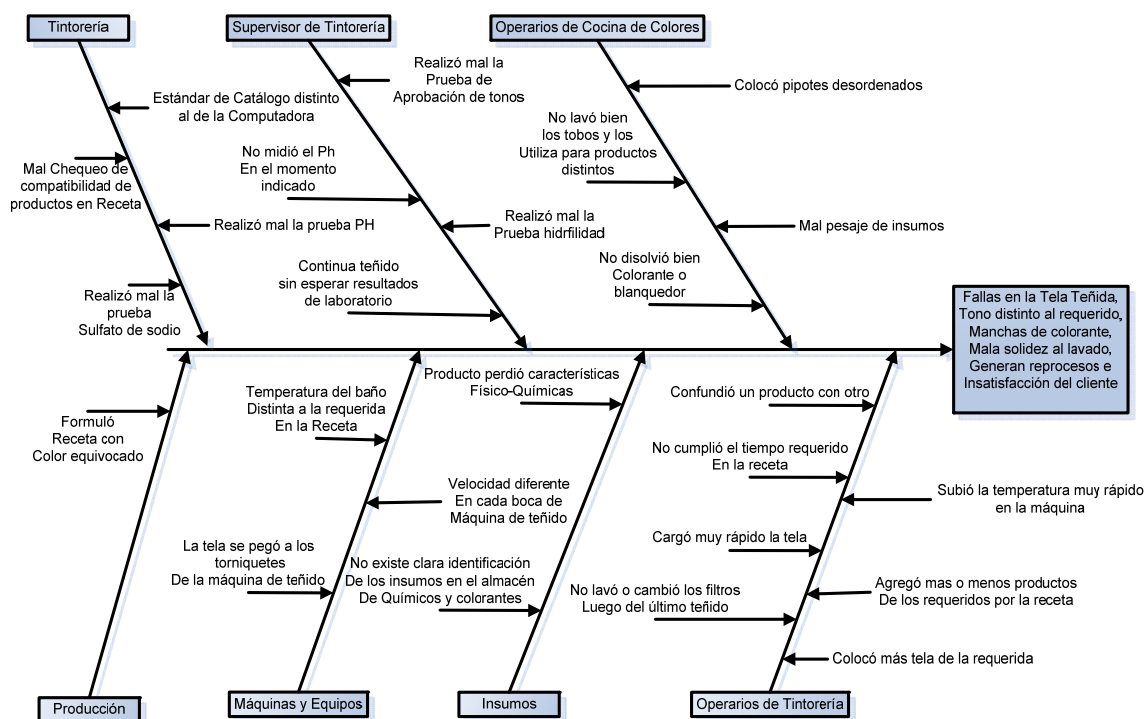 Tintorería
Supervisor de Tintorería
Operarios de Cocina de Colores
Estándar de Catálogo distinto
al de la Computadora
Mal Chequeo de
compatibilidad de
productos en Receta
Realizó mal la prueba PH
Realizó mal la
prueba
Sulfato de sodio
Realizó mal la
Prueba de
Aprobación de tonos
No midió el Ph
En el momento
indicado
Realizó mal la
Prueba hidrfilidad
Continua teñido
sin esperar resultados
de laboratorio
Colocó pipotes desordenados
No lavó bien
los tobos y los
Utiliza para productos
distintos
Mal pesaje de insumos
No disolvió bien
Colorante o
blanquedor
Fallas en la Tela Teñida,
Tono distinto al requerido,
Manchas de colorante,
Mala solidez al lavado,
Generan reprocesos e
Insatisfacción del cliente
Formuló
Receta con
Color equivocado
Temperatura del baño
Distinta a la requerida
En la Receta
Velocidad diferente
En cada boca de
Máquina de teñido
La tela se pegó a los
torniquetes
De la máquina de teñido
Producto perdió características
Físico-Químicas
No existe clara identificación
De los insumos en el almacén
De Químicos y colorantes
Confundió un producto con otro
No cumplió el tiempo requerido
En la receta
Subió la temperatura muy rápido
en la máquina
Cargó muy rápido la tela
Agregó mas o menos productos
De los requeridos por la receta
No lavó o cambió los filtros
Luego del último teñido
Colocó más tela de la requerida
Producción
Máquinas y Equipos
Insumos
Operarios de Tintorería